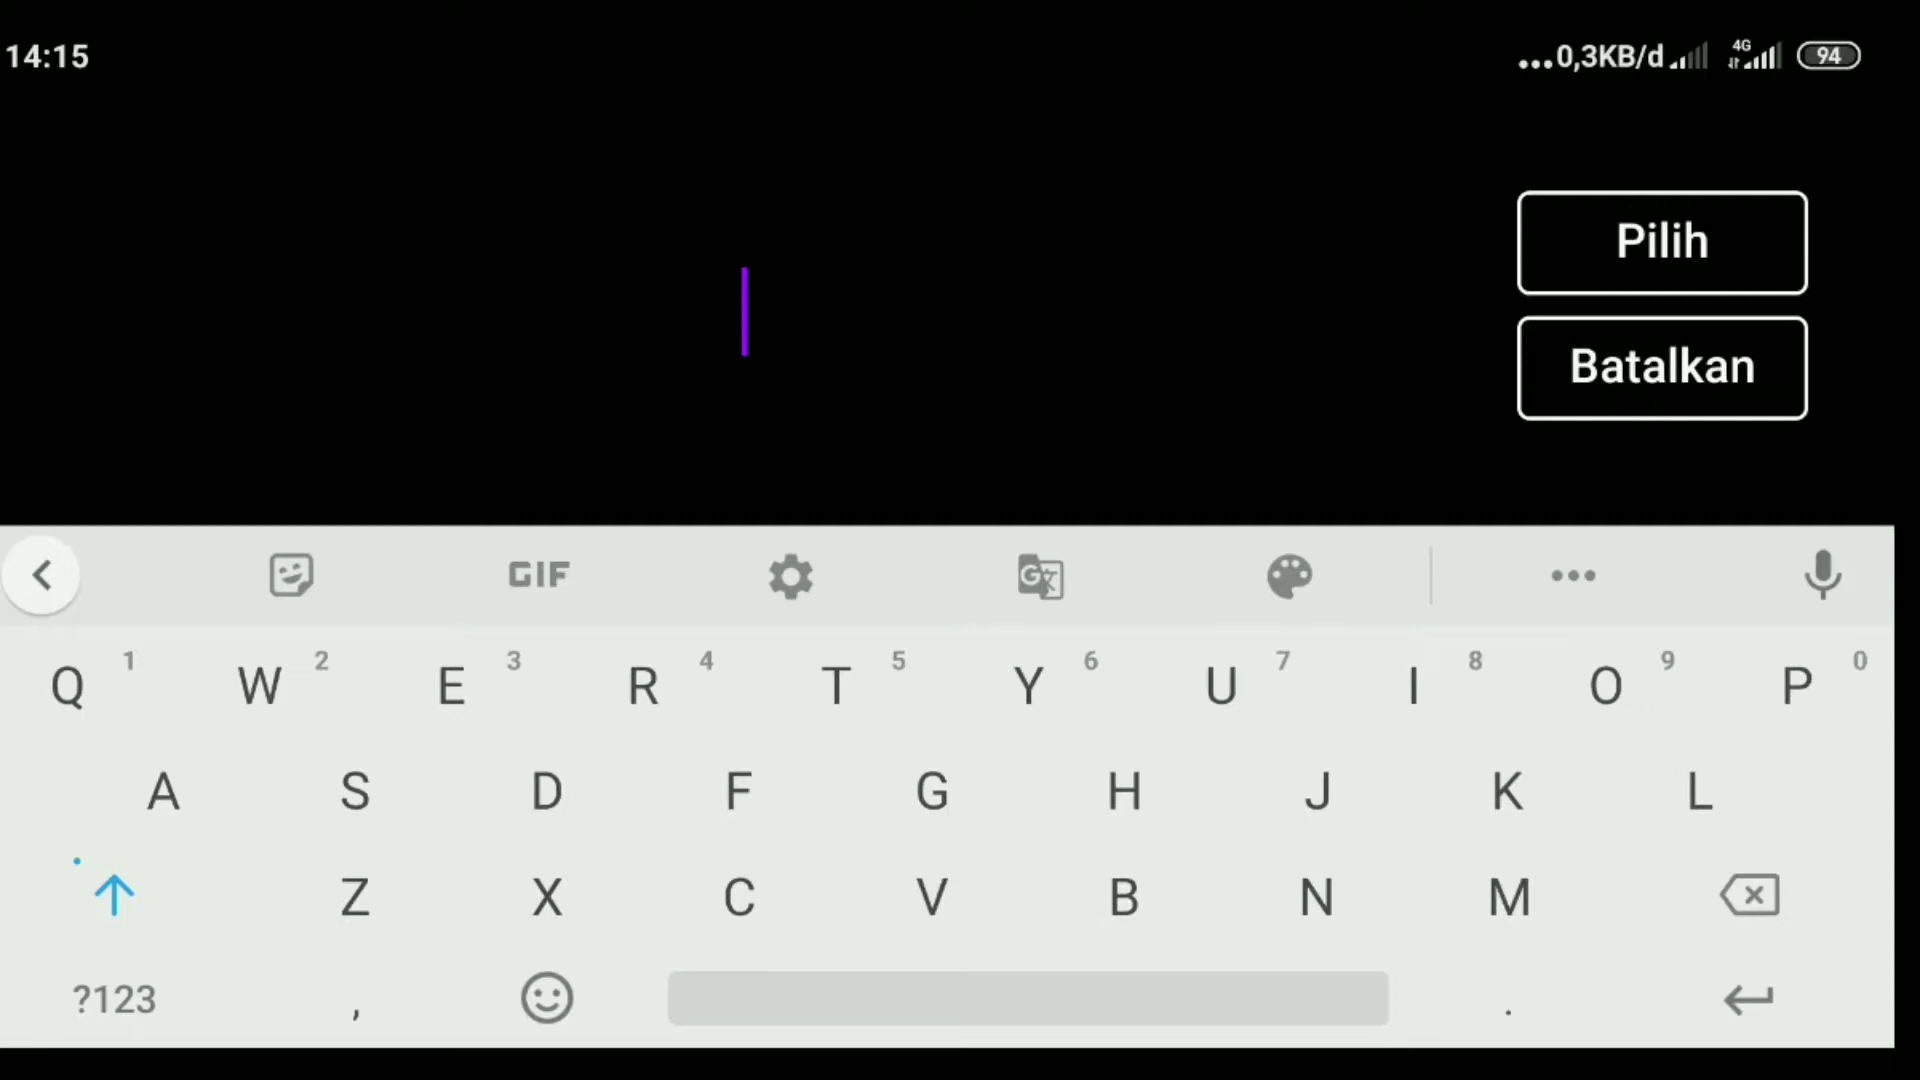 14:15 ...0,3KB/d 4G 94
Pilih
Batalkan
GIF G
Q 1 W 2 E 3 R 4 T 5 Y 6 U 7 I 8 O 9 P 0
A S D F G H J K L
Z X C V B N M
?123 , .